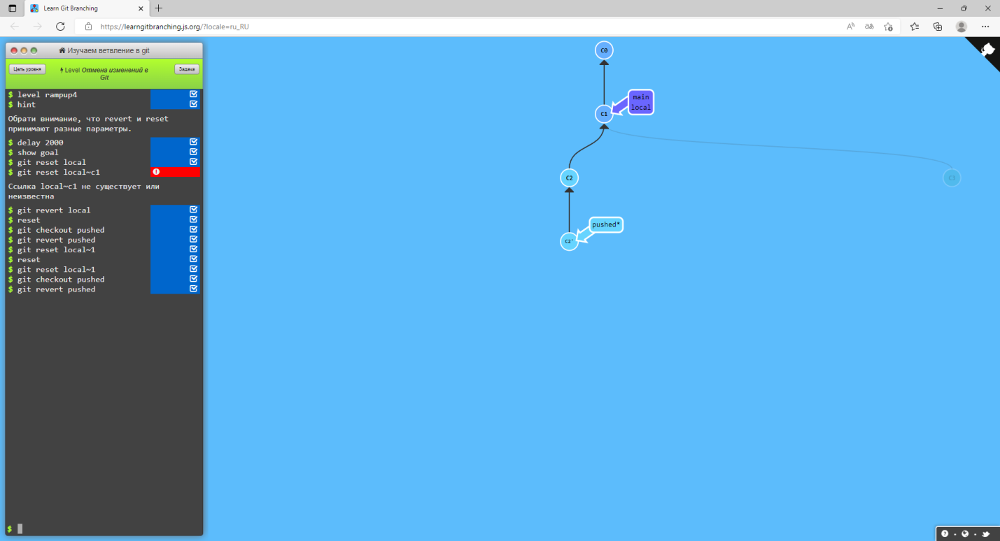 Learn Git Branching
https://learngitbranching.js.org/?locale=ru_RU
Изучаем ветвление в git
Цель уровня
Level Отмена изменений в
Git
Задача
$ level rampup4
$ hint
Обрати внимание, что revert и reset
принимают разные параметры.
$ delay 2000
$ show goal
$ git reset local
$ git reset local~c1
Ссылка local~c1 не существует или
неизвестна
$ git revert local
$ reset
$ git checkout pushed
$ git revert pushed
$ git reset local~1
$ reset
$ git reset local~1
$ git checkout pushed
$ git revert pushed
$
C0
C1
main
local
C2
C3
C2'
pushed*